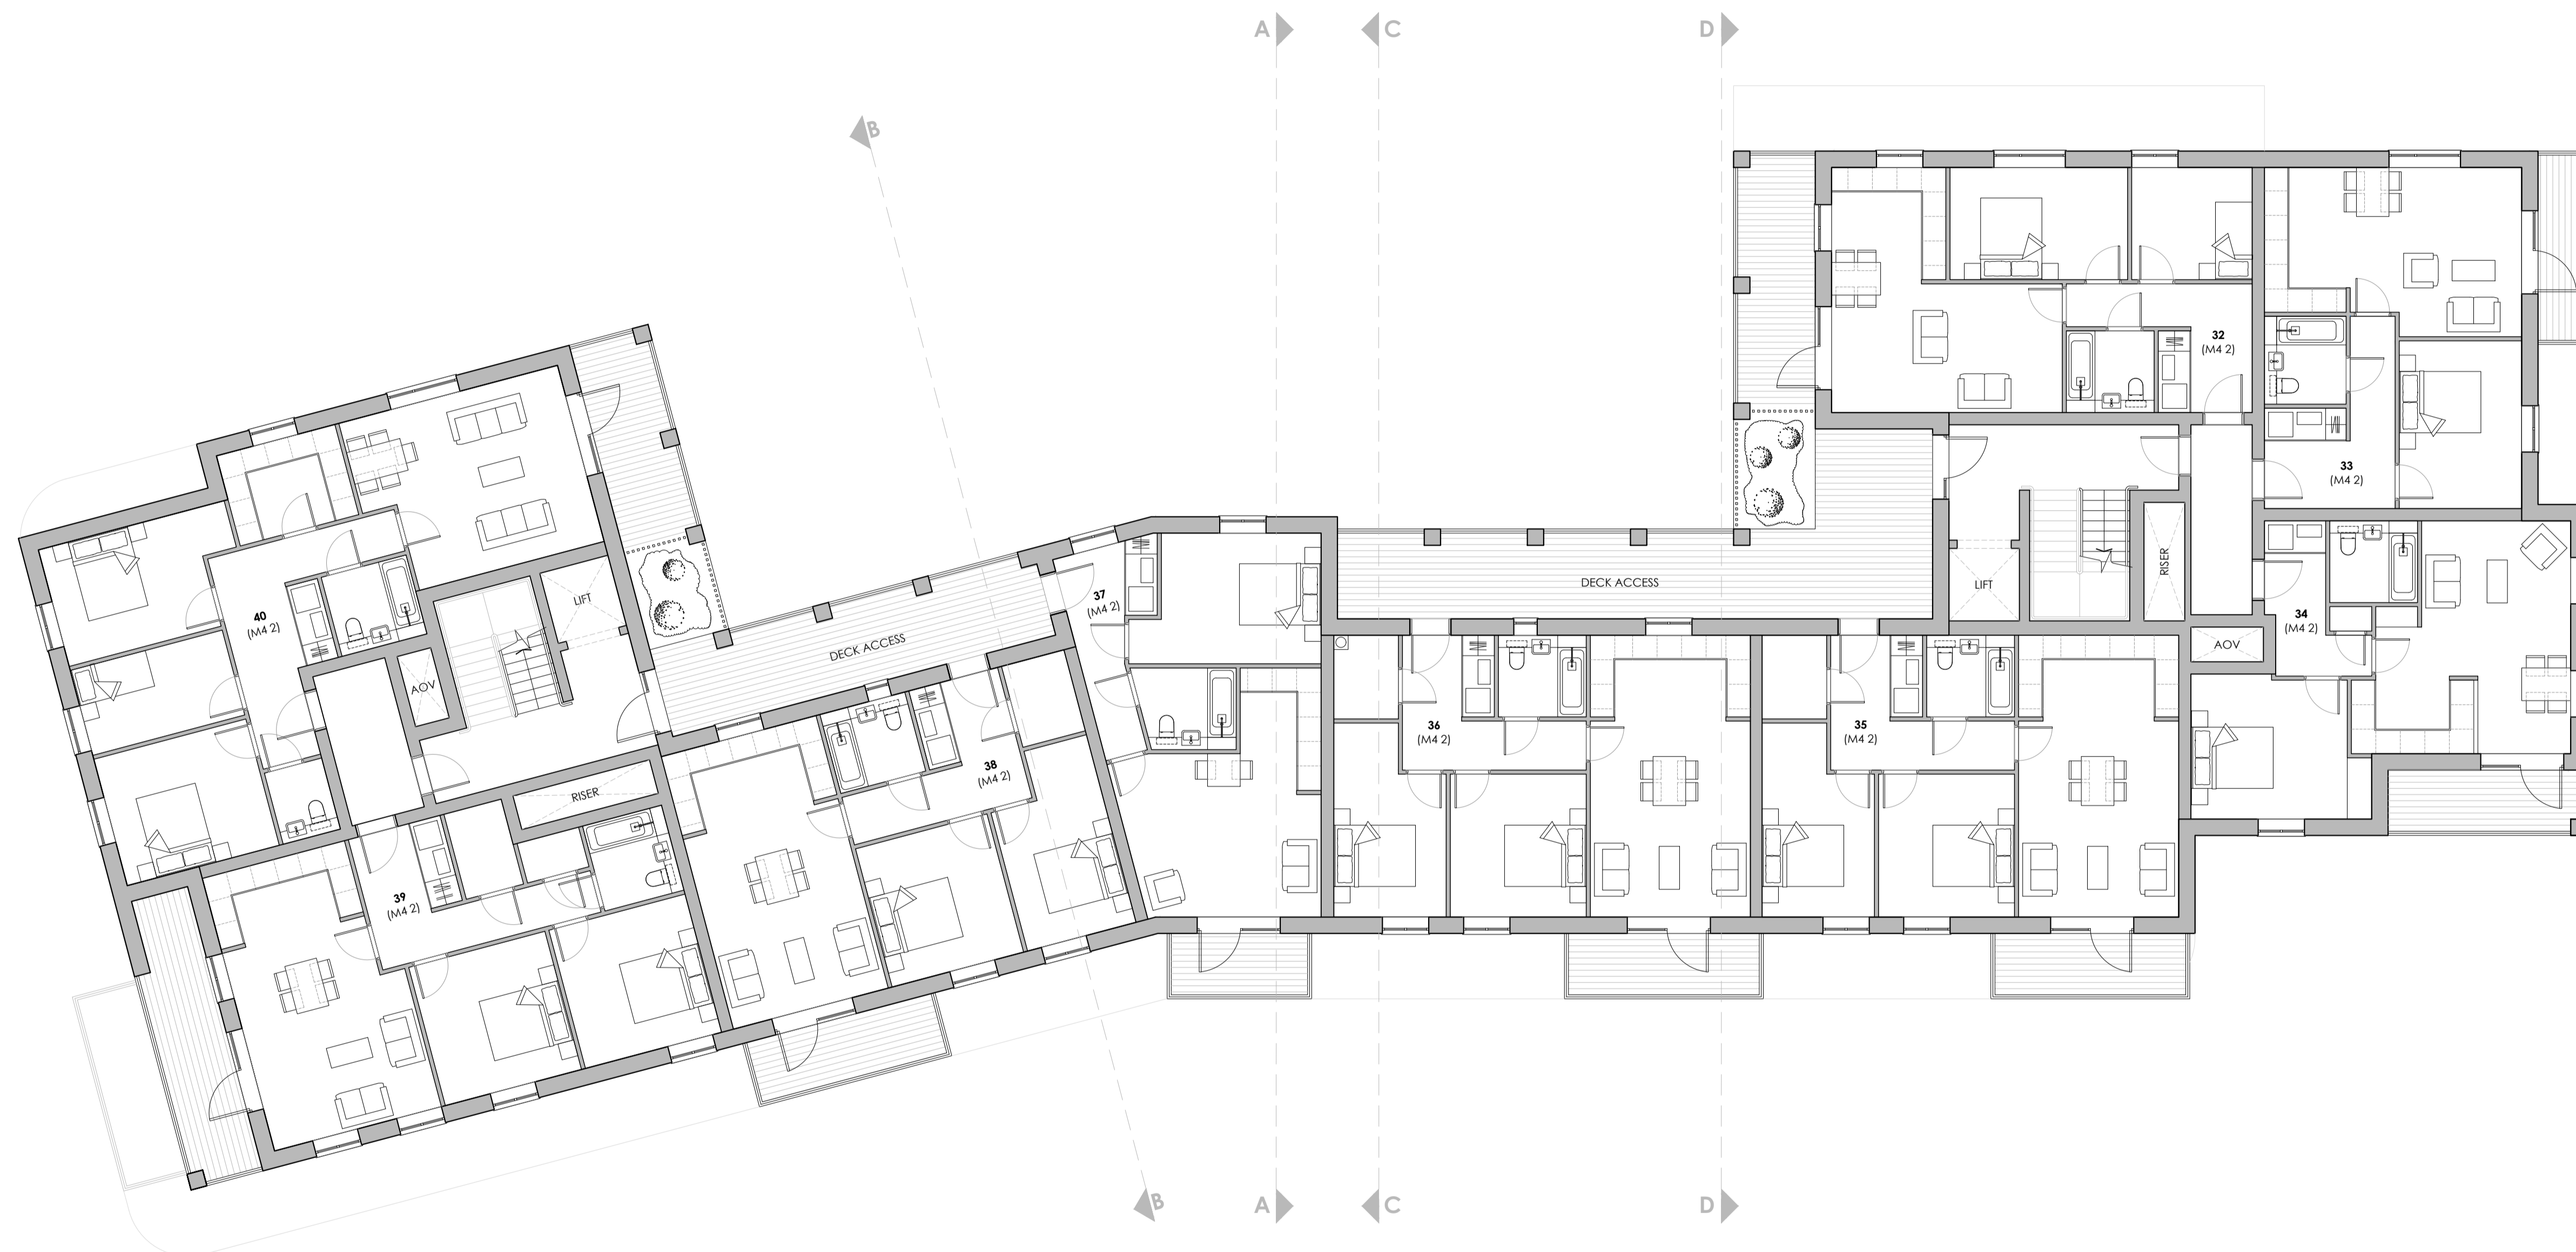 A
C
D
B
32
(M4 2)
33
(M4 2)
RISER
LIFT
DECK ACCESS
34
(M4 2)
AOV
37
(M4 2)
36
(M4 2)
35
(M4 2)
LIFT
40
(M4 2)
DECK ACCESS
AOV
38
(M4 2)
RISER
39
(M4 2)
B
A
C
D